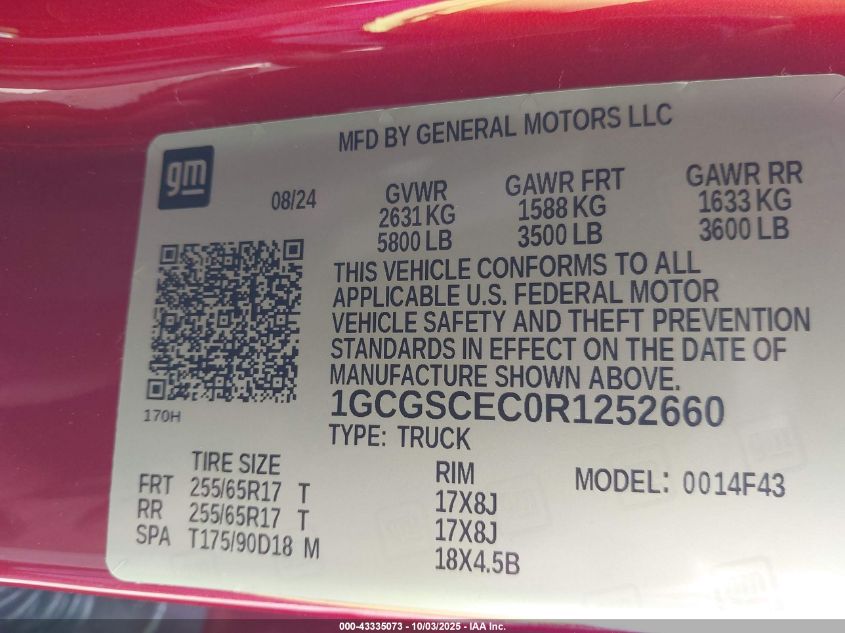 MFD BY GENERAL MOTORS LLC
gm
08/24
GVWR
2631 KG
5800 LB
GAWR FRT
1588 KG
3500 LB
GAWR RR
1633 KG
3600 LB
THIS VEHICLE CONFORMS TO ALL
APPLICABLE U.S. FEDERAL MOTOR
VEHICLE SAFETY AND THEFT PREVENTION
STANDARDS IN EFFECT ON THE DATE OF
MANUFACTURE SHOWN ABOVE.
170H
1GCGSCEC0R1252660
TYPE: TRUCK
TIRE SIZE
RIM
MODEL: 0014F43
FRT 255/65R17 T 17X8J
RR 255/65R17 T 17X8J
SPA T175/90D18 M 18X4.5B
000-43335073 - 10/03/2025 - IAA Inc.